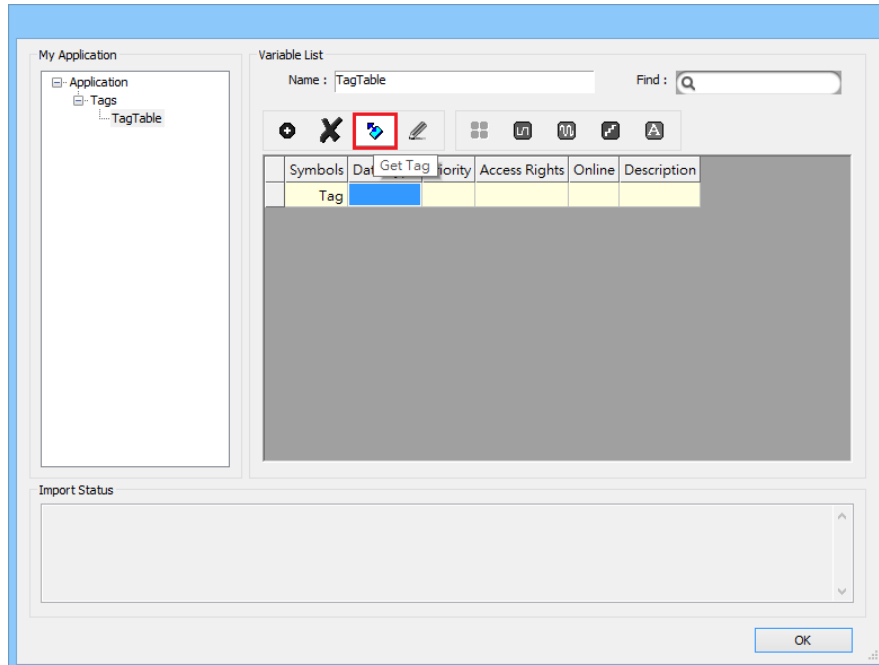 My Application
Application
Tags
TagTable
Variable List
Name : TagTable
Find :
Get Tag
Symbols Dat iority Access Rights Online Description
Tag
Import Status
OK